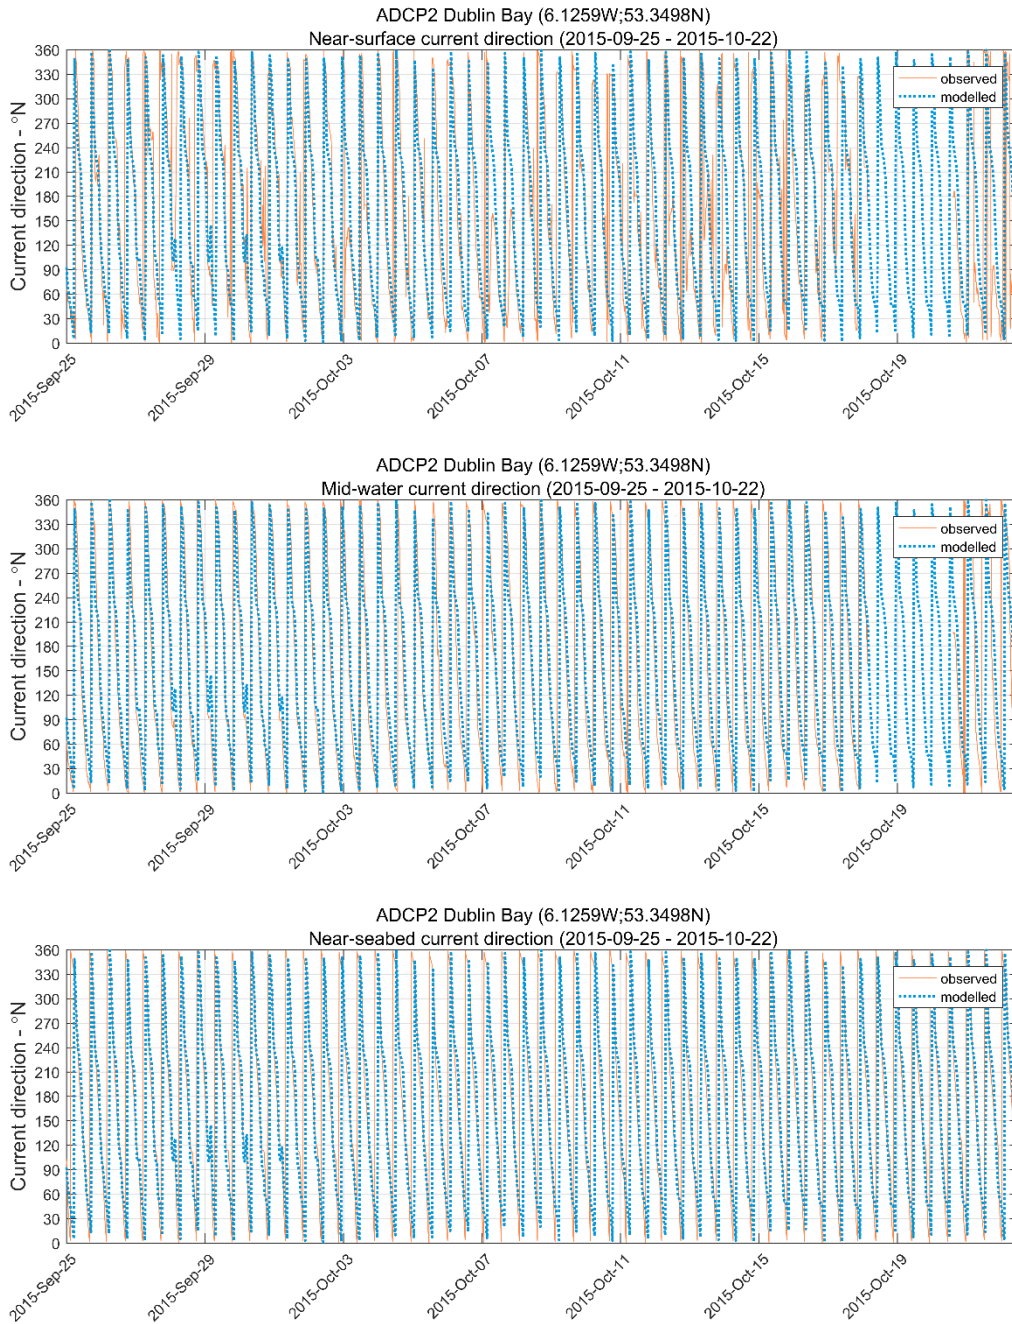 ADCP2 Dublin Bay (6.1259W;53.3498N)
Near-surface current direction (2015-09-25 - 2015-10-22)
Current direction - °N
360
330
300
270
240
210
180
150
120
90
60
30
0
observed
modelled
2015-Sep-25
2015-Sep-29
2015-Oct-03
2015-Oct-07
2015-Oct-11
2015-Oct-15
2015-Oct-19
ADCP2 Dublin Bay (6.1259W;53.3498N)
Mid-water current direction (2015-09-25 - 2015-10-22)
Current direction - °N
360
330
300
270
240
210
180
150
120
90
60
30
0
observed
modelled
2015-Sep-25
2015-Sep-29
2015-Oct-03
2015-Oct-07
2015-Oct-11
2015-Oct-15
2015-Oct-19
ADCP2 Dublin Bay (6.1259W;53.3498N)
Near-seabed current direction (2015-09-25 - 2015-10-22)
Current direction - °N
360
330
300
270
240
210
180
150
120
90
60
30
0
observed
modelled
2015-Sep-25
2015-Sep-29
2015-Oct-03
2015-Oct-07
2015-Oct-11
2015-Oct-15
2015-Oct-19